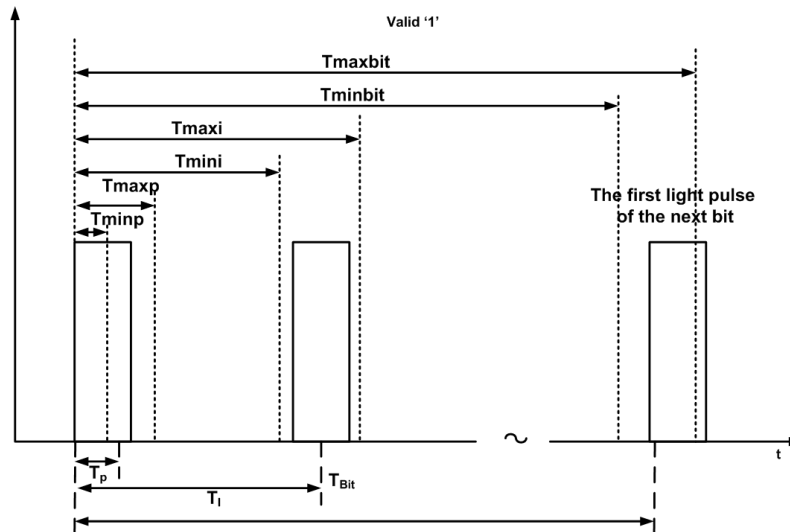 Valid ‘1’
Tmaxbit
Tminbit
Tmaxi
Tmini
Tmaxp
Tminp
The first light pulse
of the next bit
~
t
Tp
TBit
TI